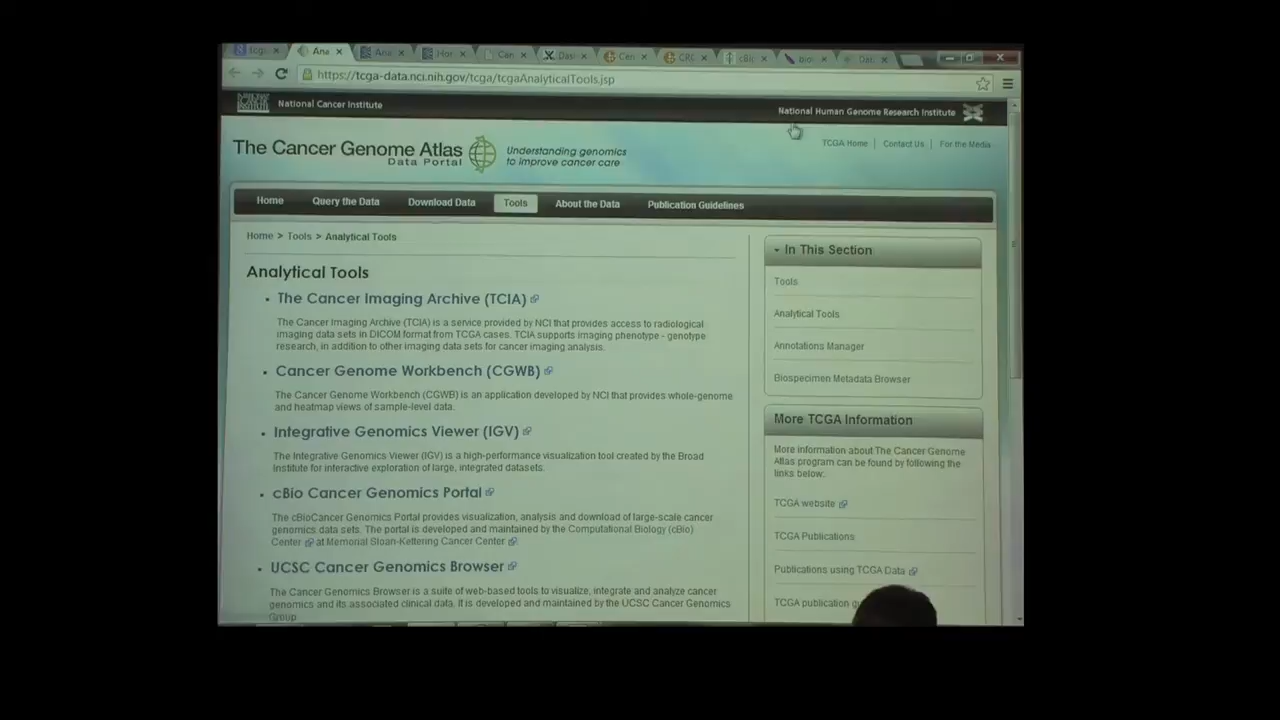 https://tcga-data.nci.nih.gov/tcga/tcgaAnalyticalTools.jsp
National Cancer Institute
National Human Genome Research Institute
The Cancer Genome Atlas
Data Portal
Understanding genomics
to improve cancer care
TCGA Home | Contact Us | For the Media
Home Query the Data Download Data Tools About the Data Publication Guidelines
Home > Tools > Analytical Tools
Analytical Tools
• The Cancer Imaging Archive (TCIA)
The Cancer Imaging Archive (TCIA) is a service provided by NCI that provides access to radiological
imaging data sets in DICOM format from TCGA cases. TCIA supports imaging phenotype - genotype
research, in addition to other imaging data sets for cancer imaging analysis.
• Cancer Genome Workbench (CGWB)
The Cancer Genome Workbench (CGWB) is an application developed by NCI that provides whole-genome
and heatmap views of sample-level data.
• Integrative Genomics Viewer (IGV)
The Integrative Genomics Viewer (IGV) is a high-performance visualization tool created by the Broad
Institute for interactive exploration of large, integrated datasets.
• cBio Cancer Genomics Portal
The cBioCancer Genomics Portal provides visualization, analysis and download of large-scale cancer
genomics data sets. The portal is developed and maintained by the Computational Biology (cBio)
Center at Memorial Sloan-Kettering Cancer Center
• UCSC Cancer Genomics Browser
The Cancer Genomics Browser is a suite of web-based tools to visualize, integrate and analyze cancer
genomics and its associated clinical data. It is developed and maintained by the UCSC Cancer Genomics
Group
In This Section
Tools
Analytical Tools
Annotations Manager
Biospecimen Metadata Browser
More TCGA Information
More information about The Cancer Genome
Atlas program can be found by following the
links below:
TCGA website
TCGA Publications
Publications using TCGA Data
TCGA publication